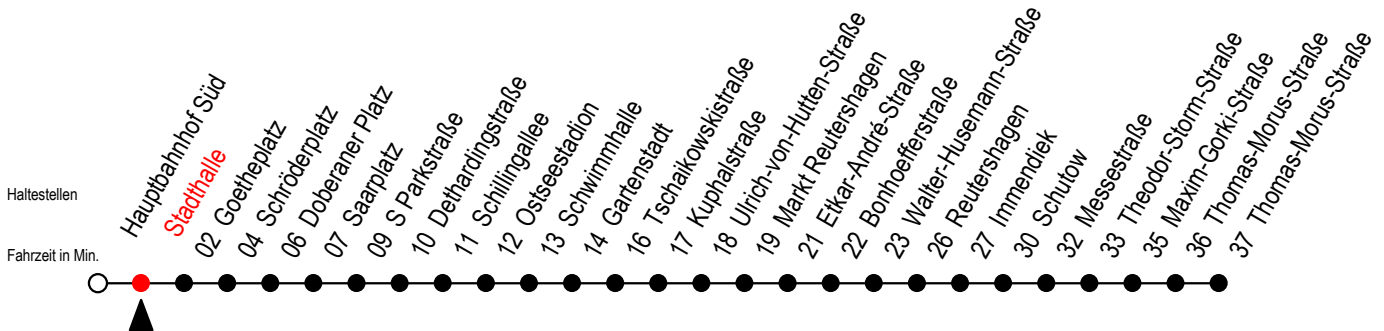 Haltestellen
Fahrzeit in Min.
Hauptbahnhof Süd
Stadthalle
02 Goetheplatz
04 Schröderplatz
06 Doberaner Platz
07 Saarplatz
09 S Parkstraße
10 Dethardingstraße
11 Schillingallee
12 Ostseestadion
13 Schwimmhalle
14 Gartenstadt
16 Tschaikowskistraße
17 Kuphalstraße
18 Ulrich-von-Hutten-Straße
19 Markt Reutershagen
21 Etkar-André-Straße
22 Bonhoefferstraße
23 Walter-Husemann-Straße
26 Reutershagen
27 Immendiek
30 Schutow
32 Messestraße
33 Theodor-Storm-Straße
35 Maxim-Gorki-Straße
36 Thomas-Morus-Straße
37 Thomas-Morus-Straße